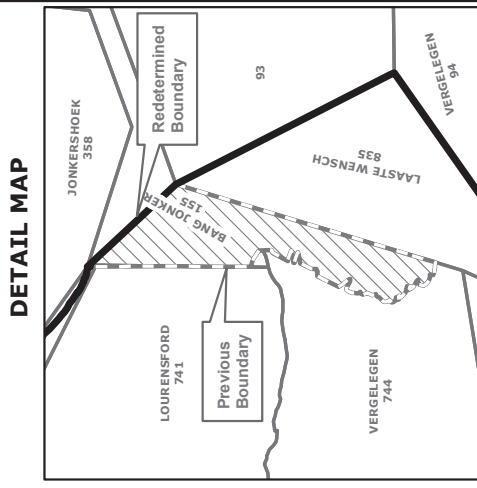 DETAIL MAP
JONKERSHOEK
358
Redetermined
Boundary
93
VERGELEGEN
94
BANG JONKER
155
LAASTE WENSCH
835
LOURENSFORD
741
Previous
Boundary
VERGELEGEN
744